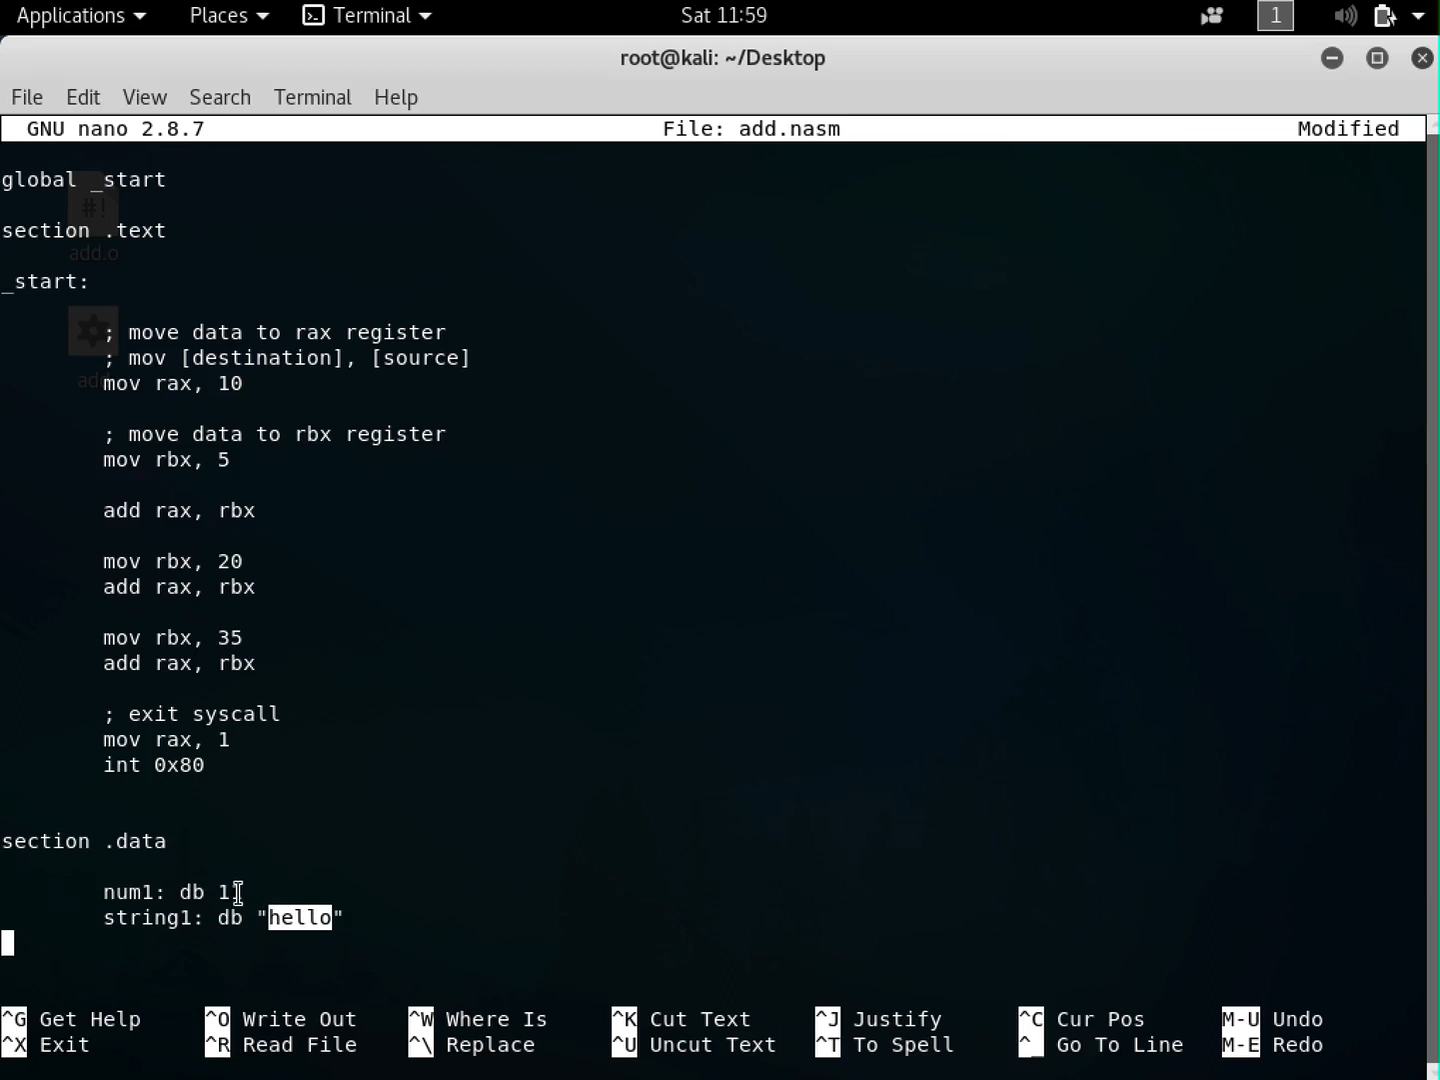 Applications Places Terminal Sat 11:59 1
root@kali: ~/Desktop
File Edit View Search Terminal Help
GNU nano 2.8.7 File: add.nasm Modified
global _start
#!
section .text
add.o
_start:
; move data to rax register
; mov [destination], [source]
add
mov rax, 10
; move data to rbx register
mov rbx, 5
add rax, rbx
mov rbx, 20
add rax, rbx
mov rbx, 35
add rax, rbx
; exit syscall
mov rax, 1
int 0x80
section .data
num1: db 11
string1: db "hello"
^G Get Help ^O Write Out ^W Where Is ^K Cut Text ^J Justify ^C Cur Pos M-U Undo
^X Exit ^R Read File ^\ Replace ^U Uncut Text ^T To Spell ^_ Go To Line M-E Redo